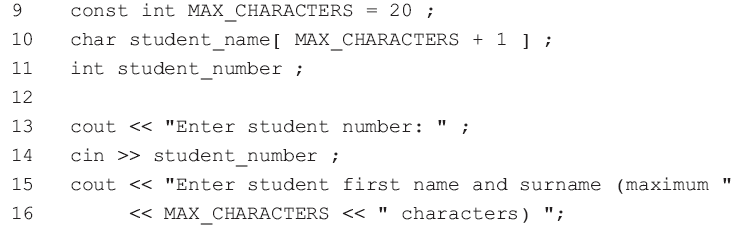 9 const int MAX_CHARACTERS = 20 ;
10 char student_name[ MAX_CHARACTERS + 1 ] ;
11 int student_number ;
12
13 cout << "Enter student number: " ;
14 cin >> student_number ;
15 cout << "Enter student first name and surname (maximum "
16 << MAX_CHARACTERS << " characters) ";